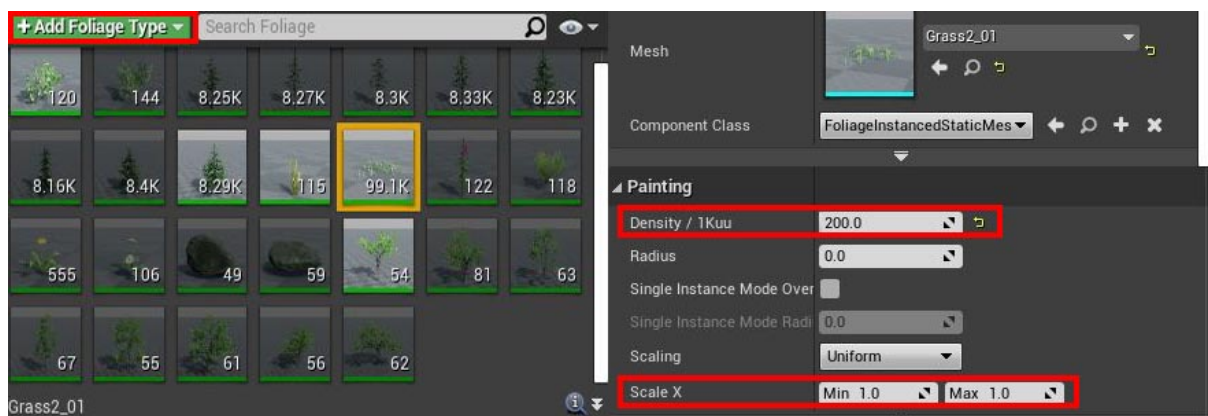 + Add Foliage Type
Search Foliage
120 144 8.25K 8.27K 8.3K 8.33K 8.23K
8.16K 8.4K 8.29K 115 99.1K 122 118
555 106 49 59 54 81 63
67 55 61 56 62
Grass2_01
Mesh
Grass2_01
Component Class FoliageInstancedStaticMes
Painting
Density / 1Kuu 200.0
Radius 0.0
Single Instance Mode Over
Single Instance Mode Radi 0.0
Scaling Uniform
Scale X Min 1.0 Max 1.0